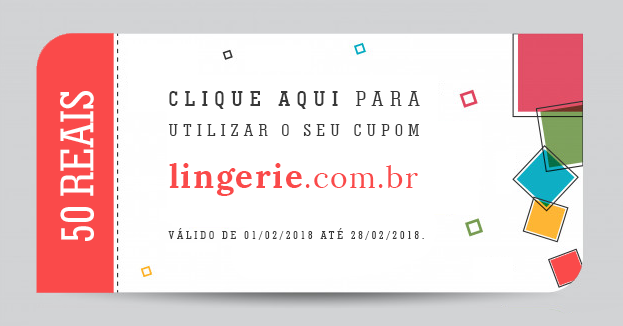 50 REAIS
CLIQUE AQUI PARA
UTILIZAR O SEU CUPOM
lingerie.com.br
VÁLIDO DE 01/02/2018 ATÉ 28/02/2018.